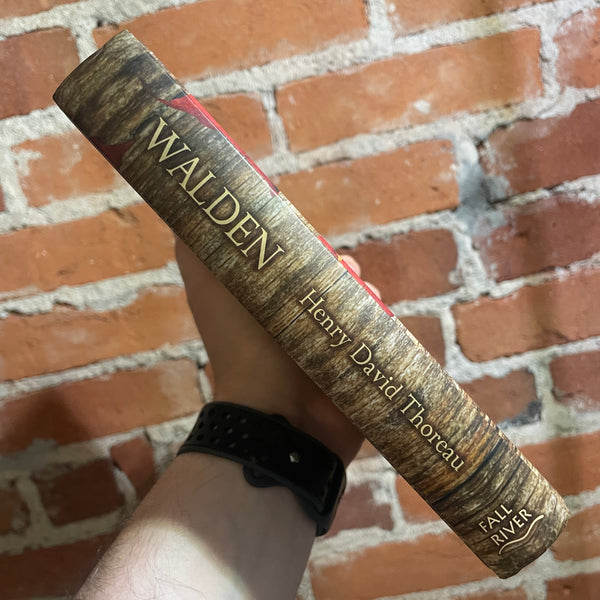 WALDEN
Henry David Thoreau
FALL
RIVER